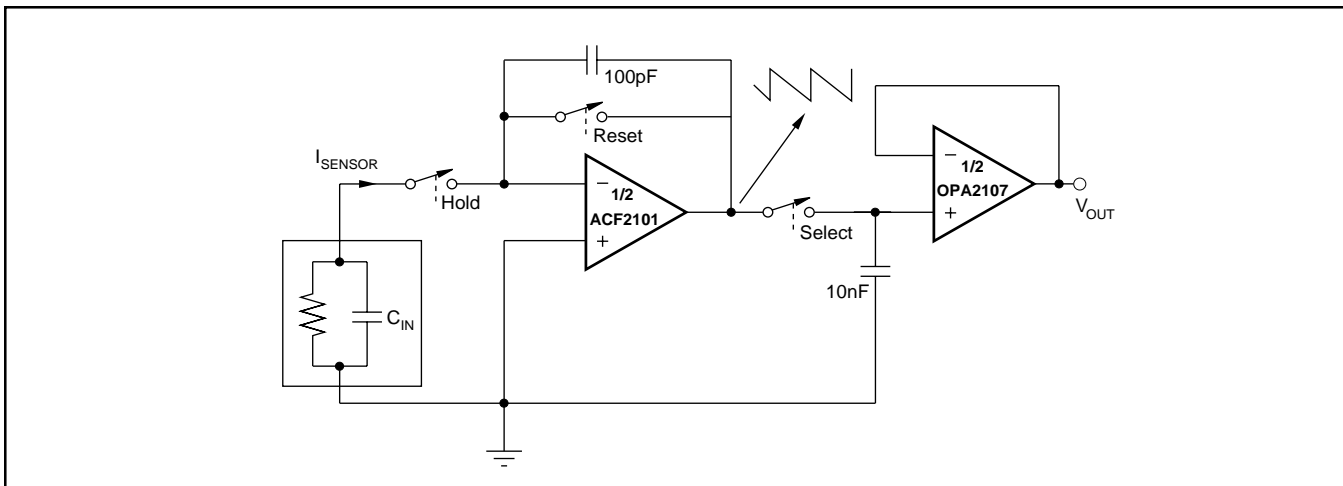 100pF
Reset
I_SENSOR
Hold
−
1/2
ACF2101
+
Select
−
1/2
OPA2107
+
V_OUT
10nF
C_IN